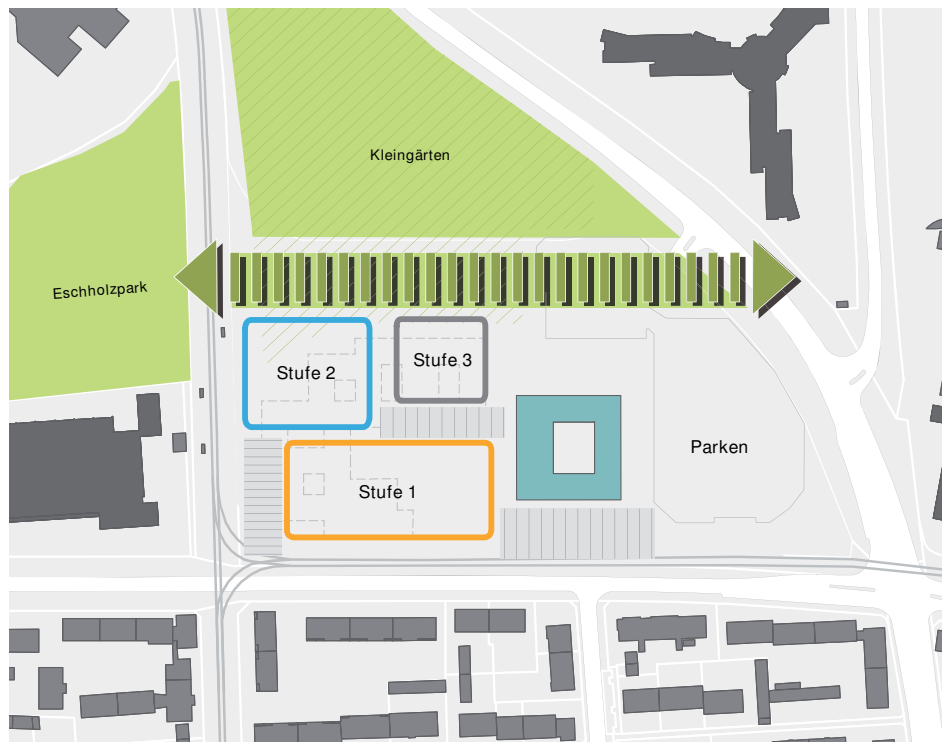 Kleingärten
Eschholzpark
Stufe 2
Stufe 3
Parken
Stufe 1